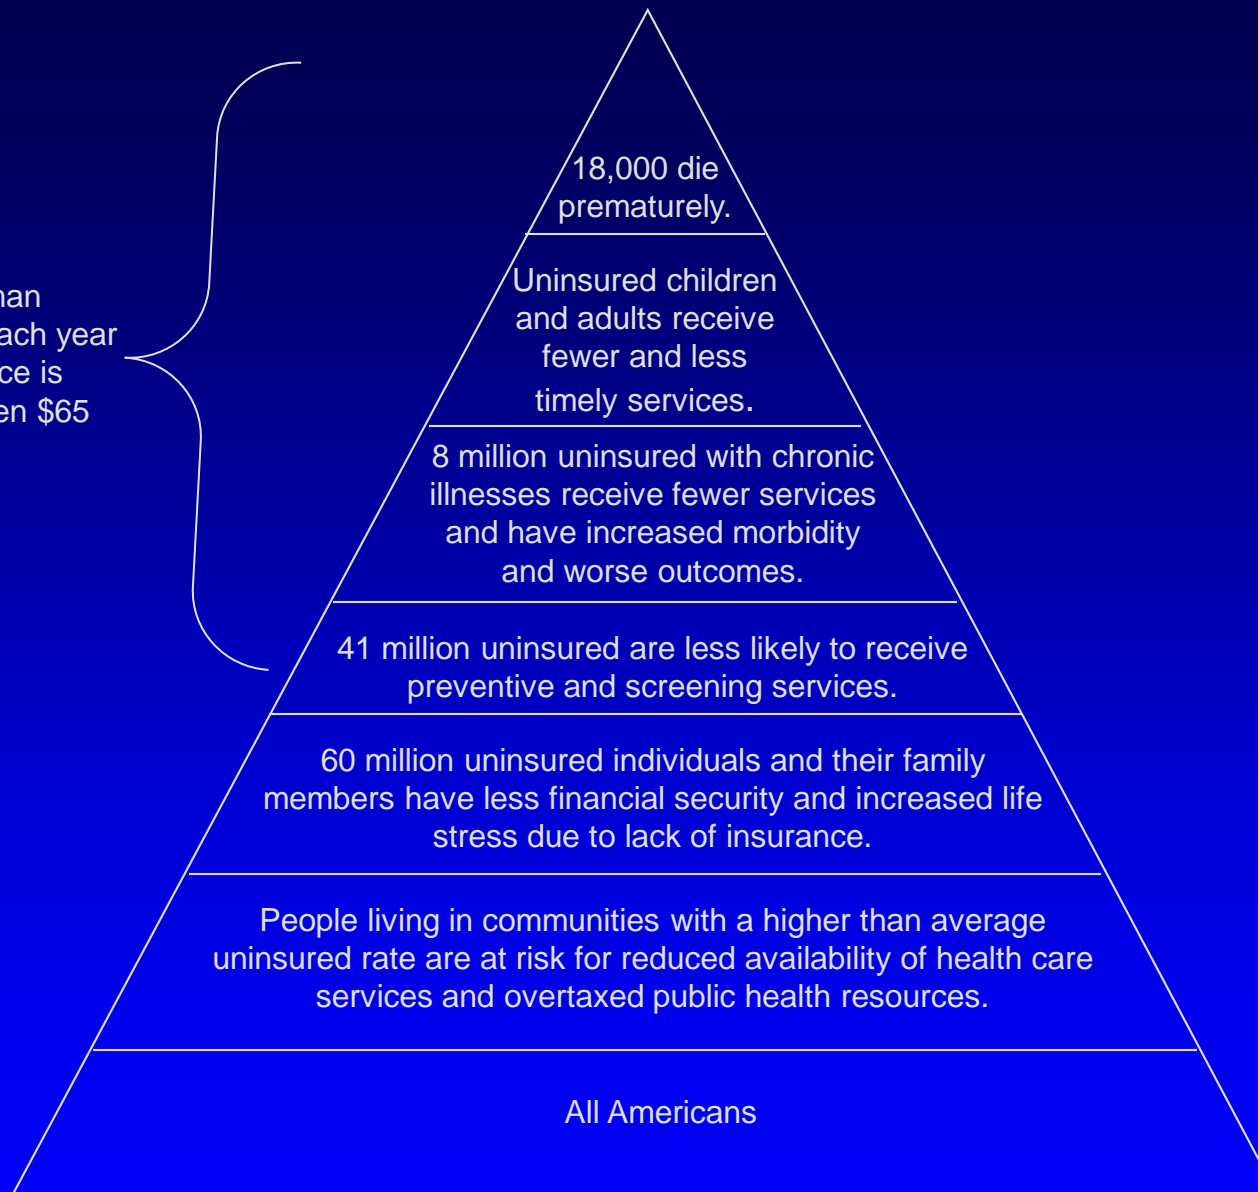 18,000 die
prematurely.
Uninsured children
and adults receive
fewer and less
timely services.
each year
is
$65
8 million uninsured with chronic
illnesses receive fewer services
and have increased morbidity
and worse outcomes.
41 million uninsured are less likely to receive
preventive and screening services.
60 million uninsured individuals and their family
members have less financial security and increased life
stress due to lack of insurance.
People living in communities with a higher than average
uninsured rate are at risk for reduced availability of health care
services and overtaxed public health resources.
All Americans